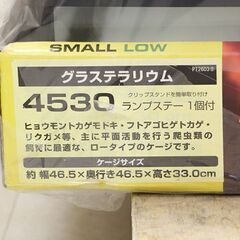 SMALL LOW
PT2603
グラステラリウム
4530
クリップスタンドを簡単取り付け
ランプステー 1個付
ヒョウモントカゲモドキ・フトアゴヒゲトカゲ・
リクガメ等、主に平面活動を行う爬虫類の
飼育に最適な、ロータイプのケージです。
ケージサイズ
約 幅46.5×奥行き46.5×高さ33.0cm